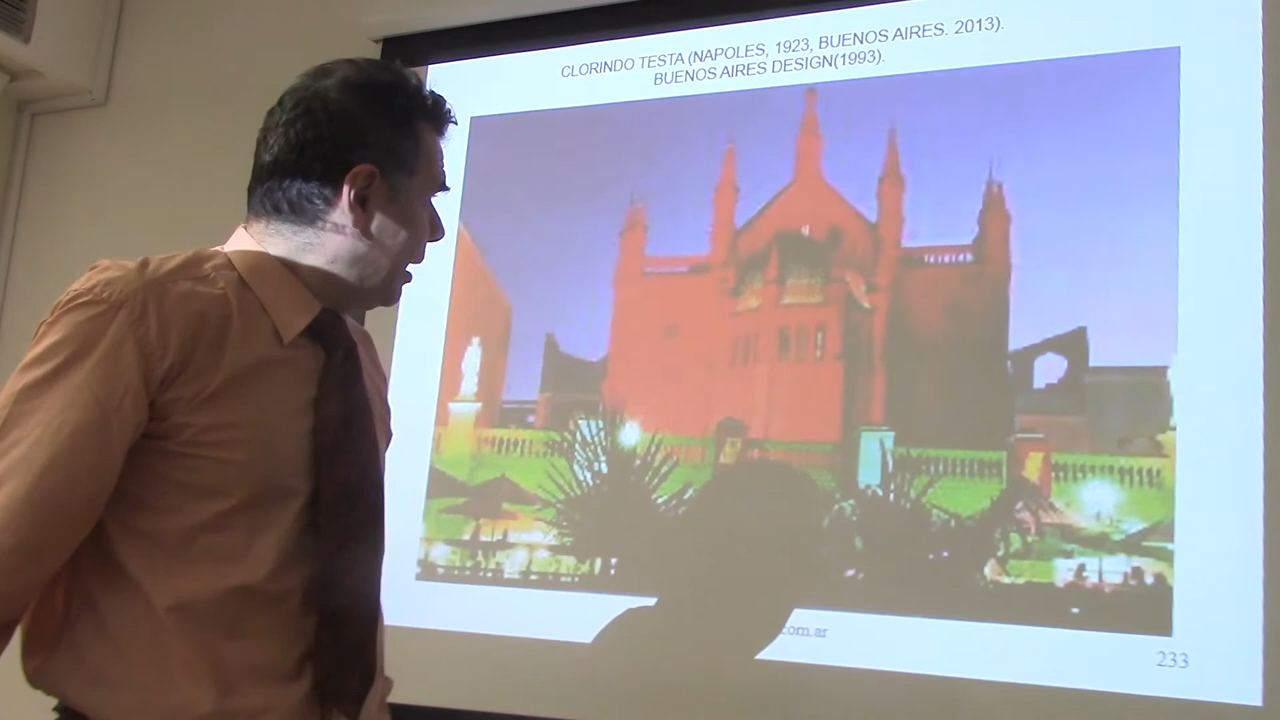 CLORINDO TESTA (NAPOLES, 1923, BUENOS AIRES. 2013).
BUENOS AIRES DESIGN(1993).
com.ar
233